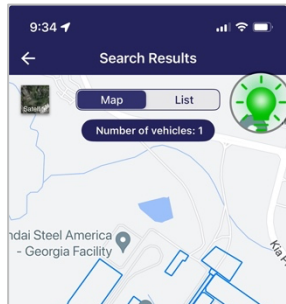 9:34
Search Results
Satellite
Map List
Number of vehicles: 1
ndai Steel America
- Georgia Facility
Kia P